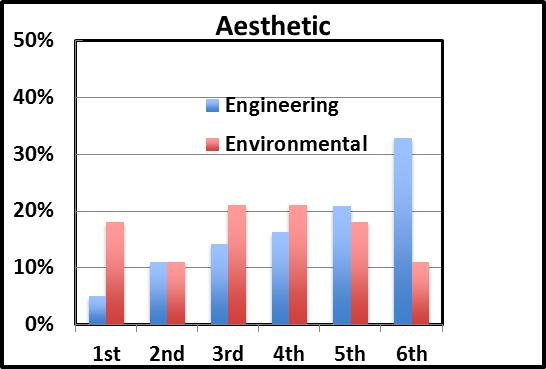 Aesthetic
50%
40%
30%
20%
10%
0%
Engineering
Environmental
1st 2nd 3rd 4th 5th 6th